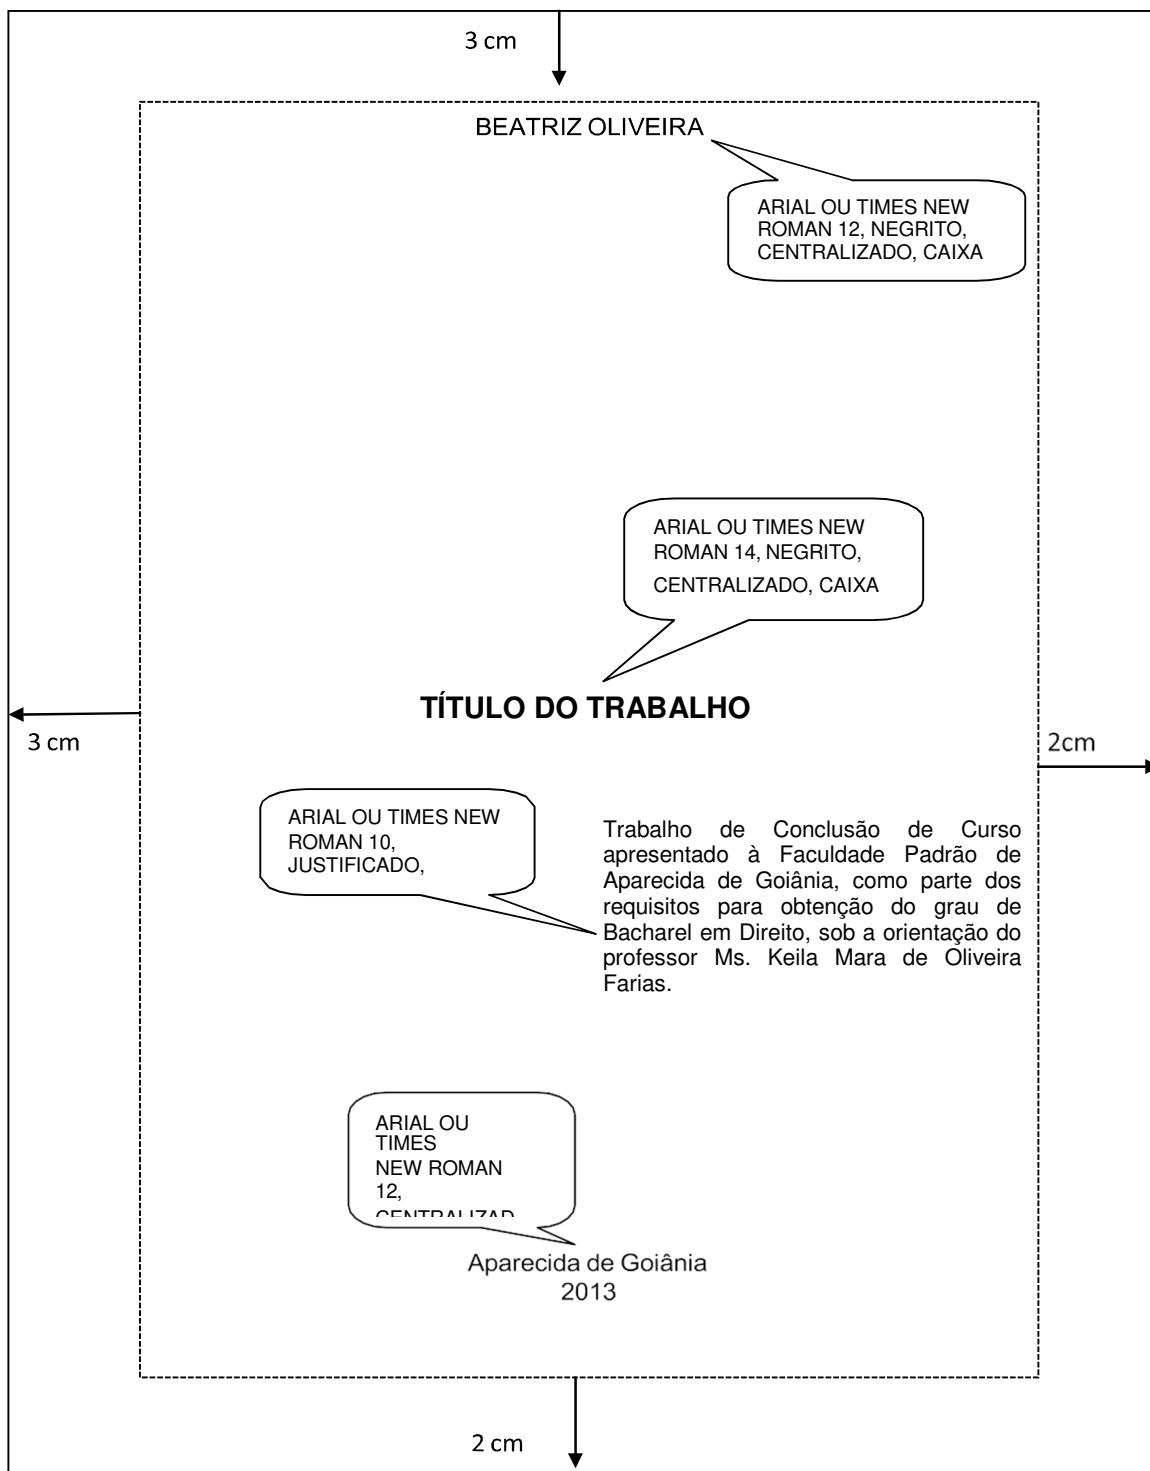 3 cm
BEATRIZ OLIVEIRA
ARIAL OU TIMES NEW
ROMAN 12, NEGRITO,
CENTRALIZADO, CAIXA
ARIAL OU TIMES NEW
ROMAN 14, NEGRITO,
CENTRALIZADO, CAIXA
TÍTULO DO TRABALHO
3 cm
2cm
ARIAL OU TIMES NEW
ROMAN 10,
JUSTIFICADO,
Trabalho de Conclusão de Curso
apresentado à Faculdade Padrão de
Aparecida de Goiânia, como parte dos
requisitos para obtenção do grau de
Bacharel em Direito, sob a orientação do
professor Ms. Keila Mara de Oliveira
Farias.
ARIAL OU
TIMES
NEW ROMAN
12,
CENTRALIZAD
Aparecida de Goiânia
2013
2 cm